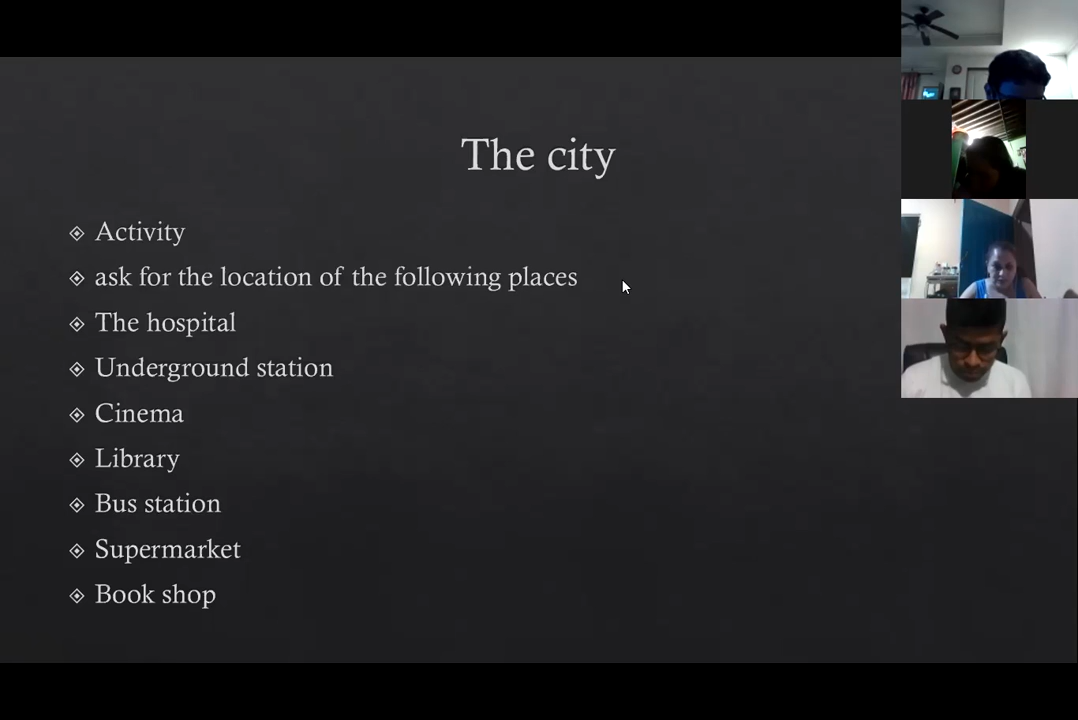 The city
Activity
ask for the location of the following places
The hospital
Underground station
Cinema
Library
Bus station
Supermarket
Book shop